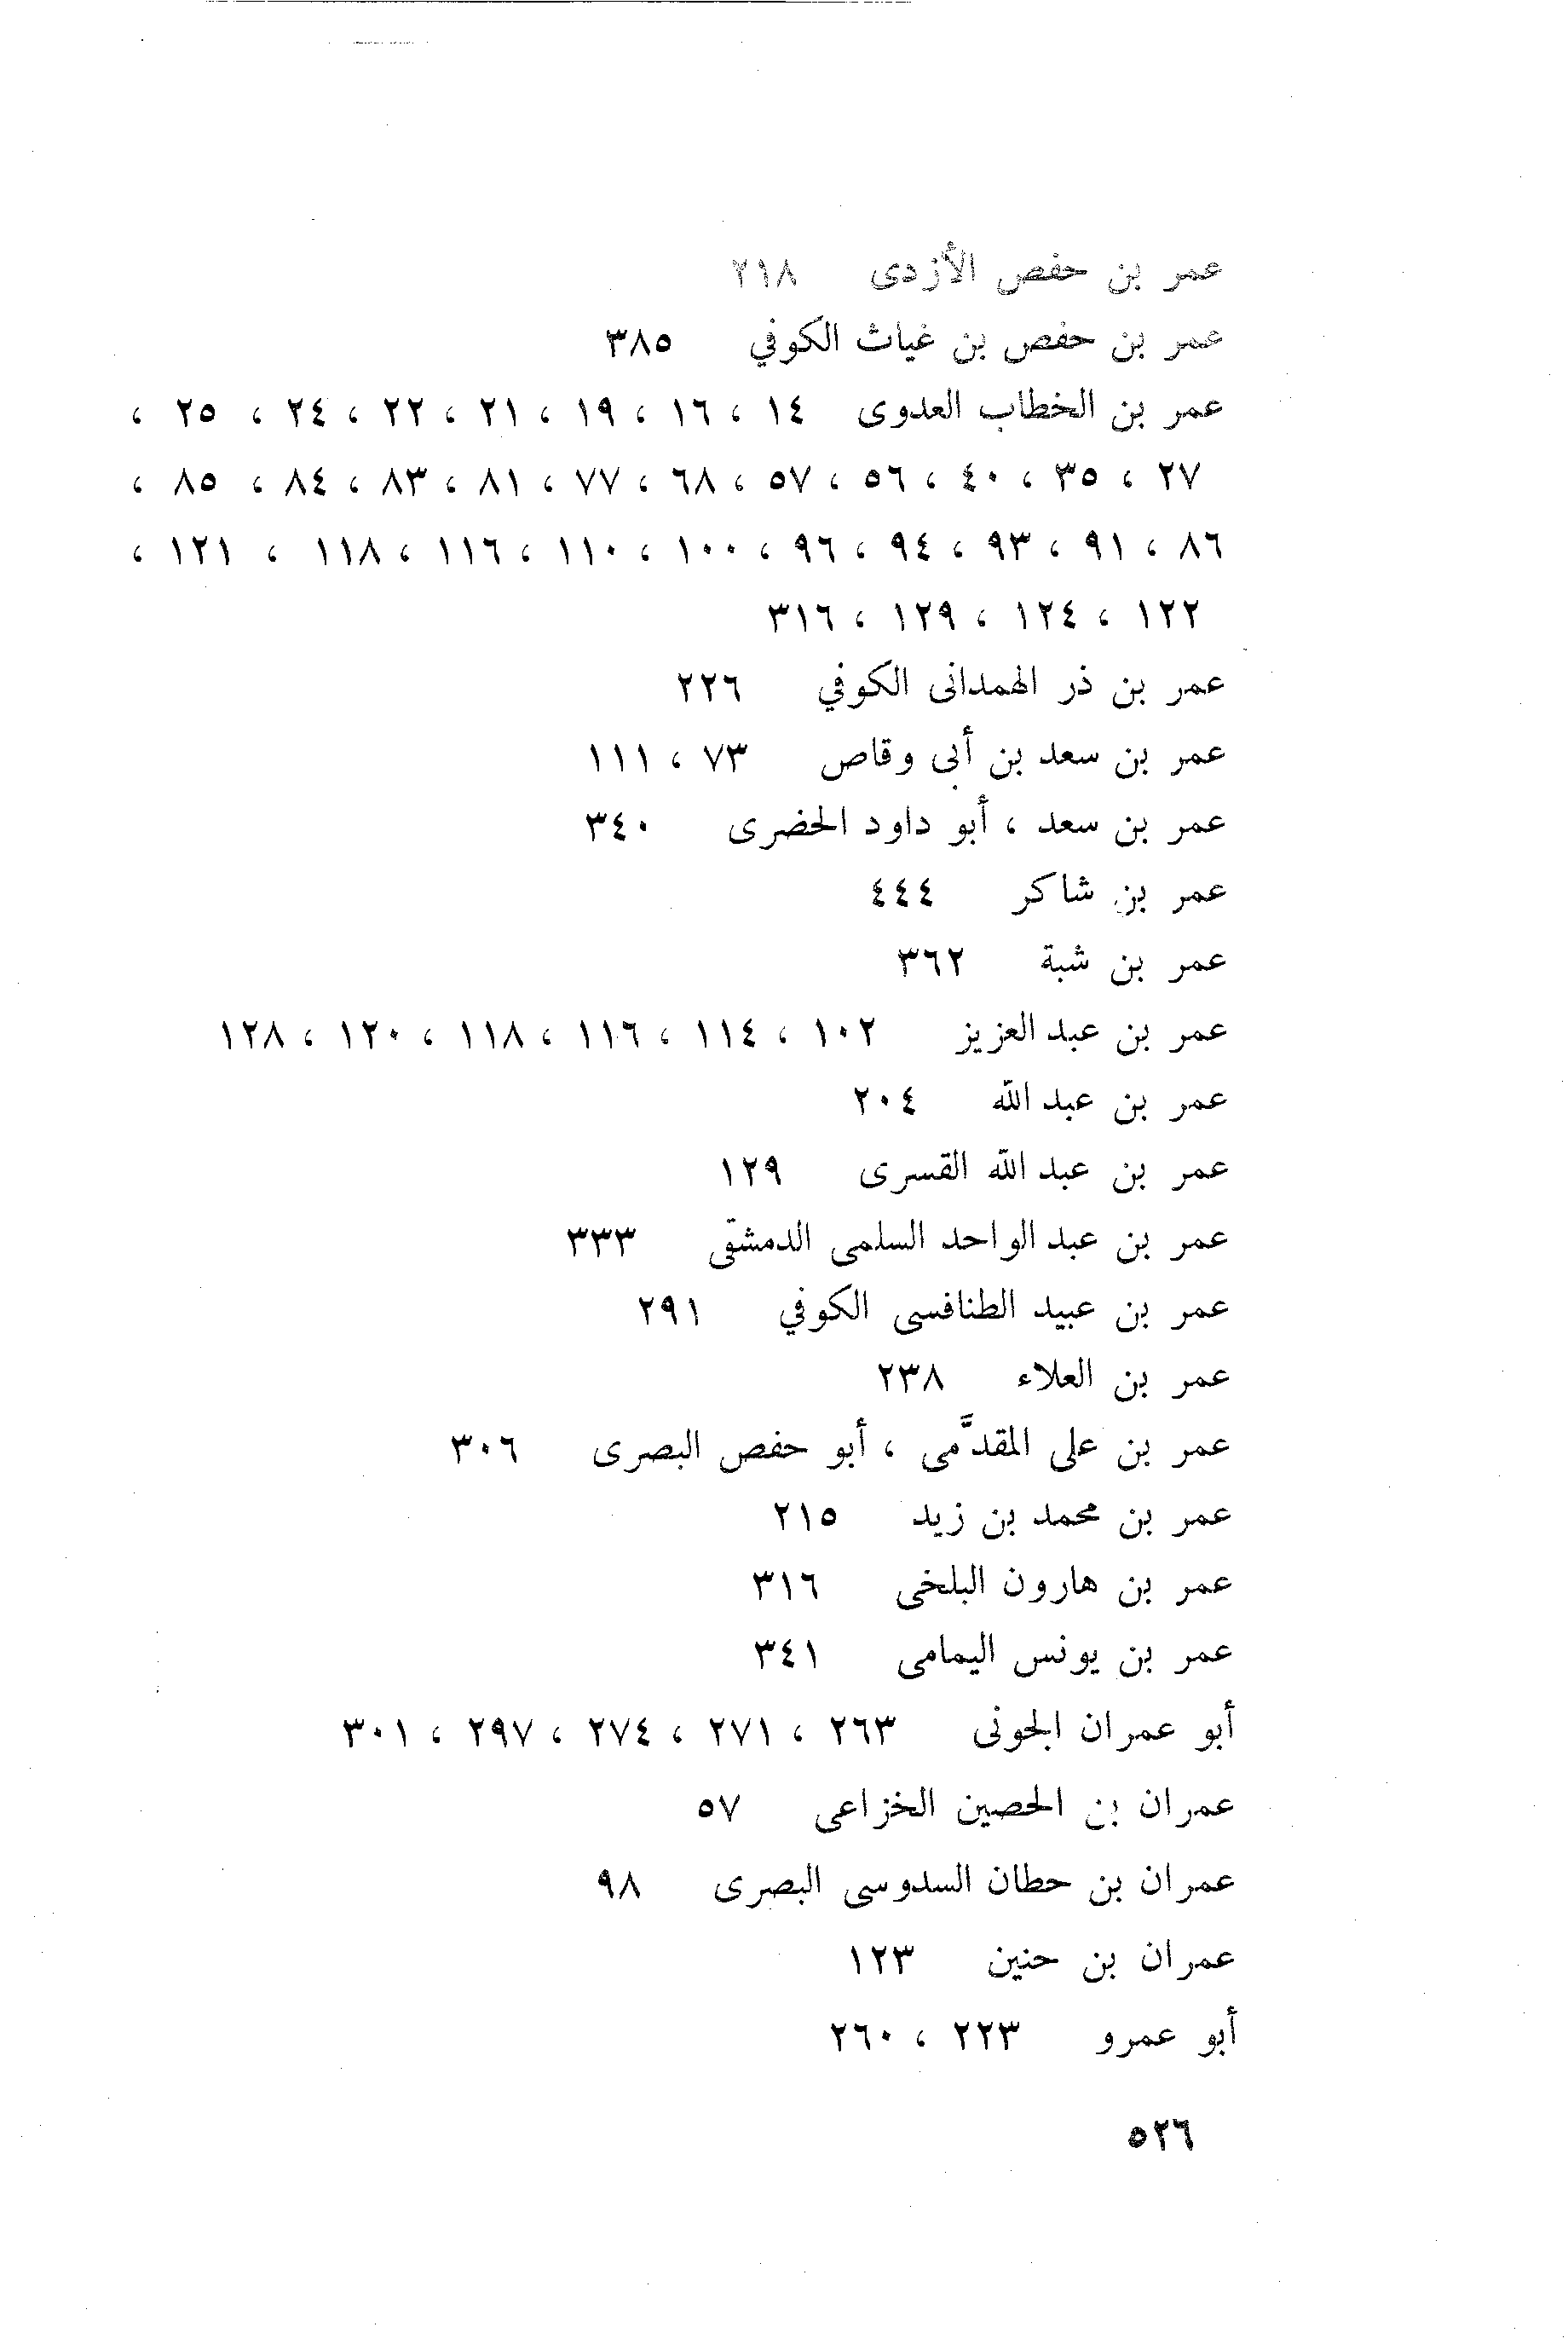 عمر بن حفص الأزدى ٢١٨
عمر بن حفص بن غياث الكوفي ٣٨٥
عمر بن الخطاب العدوى ١٤ ، ١٦ ، ١٩ ، ٢١ ، ٢٢ ، ٢٤ ، ٢٥ ،
٢٧ ، ٣٥ ، ٤٠ ، ٥٦ ، ٥٧ ، ٦٨ ، ٧٧ ، ٨١ ، ٨٣ ، ٨٤ ، ٨٥ ،
٨٦ ، ٩١ ، ٩٣ ، ٩٤ ، ٩٦ ، ١٠٠ ، ١١٠ ، ١١٦ ، ١١٨ ، ١٢١ ،
١٢٢ ، ١٢٤ ، ١٢٩ ، ٣١٦
عمر بن ذر الهمدانى الكوفي ٢٢٦
عمر بن سعد بن أبى وقاص ٧٣ ، ١١١
عمر بن سعد ، أبو داود الحضرى ٣٤٠
عمر بن شاكر ٤٤٤
عمر بن شبة ٣٦٢
عمر بن عبد العزيز ١٠٢ ، ١١٤ ، ١١٦ ، ١١٨ ، ١٢٠ ، ١٢٨
عمر بن عبد الله ٢٠٤
عمر بن عبد الله القسرى ١٢٩
عمر بن عبد الواحد السلمى الدمشقى ٣٣٣
عمر بن عبيد الطنافسى الكوفي ٢٩١
عمر بن العلاء ٢٣٨
عمر بن على المقدَّمى ، أبو حفص البصرى ٣٠٦
عمر بن محمد بن زيد ٢١٥
عمر بن هارون البلخى ٣١٦
عمر بن يونس اليمامى ٣٤١
أبو عمران الجونى ٢٦٣ ، ٢٧١ ، ٢٧٤ ، ٢٩٧ ، ٣٠١
عمران بن الحصين الخزاعى ٥٧
عمران بن حطان السدوسى البصرى ٩٨
عمران بن حنين ١٢٣
أبو عمرو ٢٢٣ ، ٢٦٠
٥٢٦